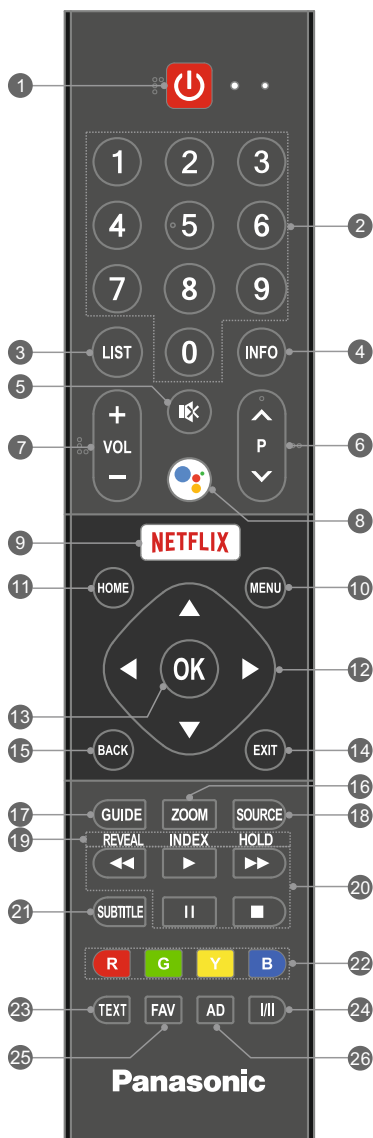 1
1 2 3
4 5 6 2
7 8 9
3 LIST 0 INFO 4
5
+ 
7 VOL P 6
−
8
9 NETFLIX
11 HOME MENU 10
OK 12
13
15 BACK EXIT 14
16
17 GUIDE ZOOM SOURCE 18
19 REVEAL INDEX HOLD
20
21 SUBTITLE
R G Y B 22
23 TEXT FAV AD I/II 24
25 26
Panasonic